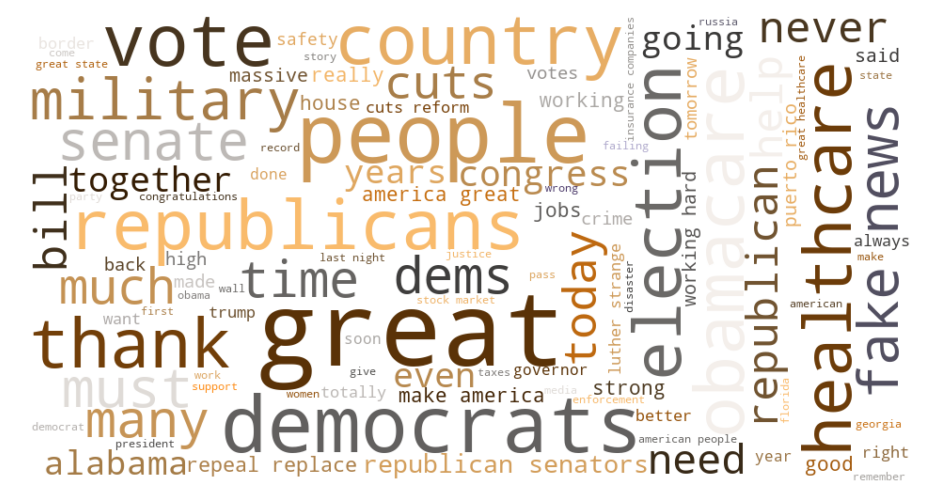 vote
country
never
going
russia
border
come
great state
safety
story
insurance companies
said
state
massive
really
cuts
votes
tomorrow
help
great healthcare
military
house
cuts reform
working
election
obamacare
healthcare
news
senate
people
record
failing
puerto rico
together
done
years
congress
bill
congratulations
america great
wrong
working hard
republican
party
republicans
jobs
crime
always
make
back
high
last night
justice
time
dems
today
luther strange
disaster
pass
much
made
obama
wall
stock market
american
fake
want
first
trump
great
thank
soon
governor
must
work
support
give
even
taxes
strong
women
totally
make america
media
enforcement
florida
many
democrats
better
georgia
democrat
president
american people
alabama
repeal replace
republican senators
need
year
good
right
remember